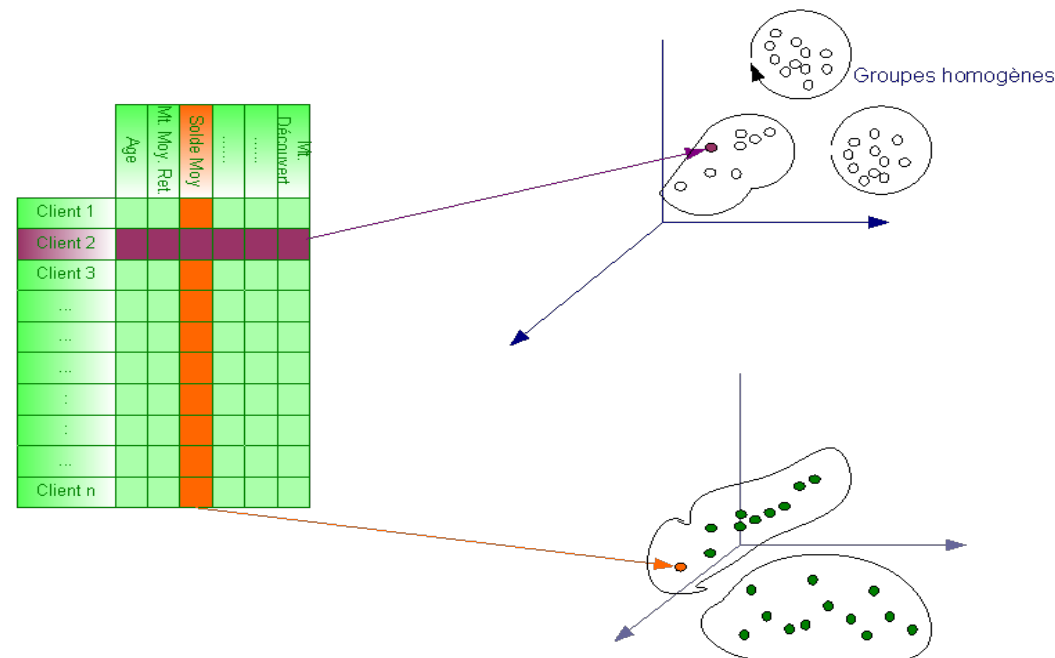 Groupes homogènes
Age
Mt. Moy. Ret.
Solde Moy
......
......
Mt.
Découvert
Client 1
Client 2
Client 3
...
...
...
:
:
...
Client n